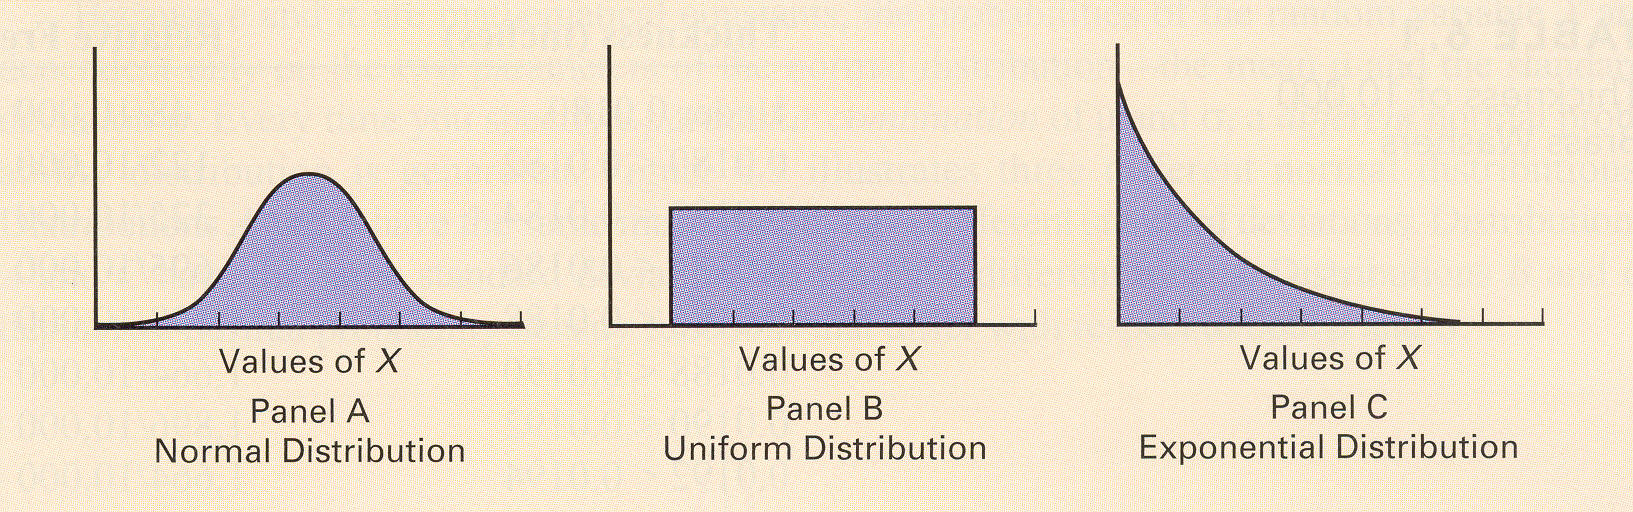 Values of X
Panel A
Normal Distribution
Values of X
Panel B
Uniform Distribution
Values of X
Panel C
Exponential Distribution